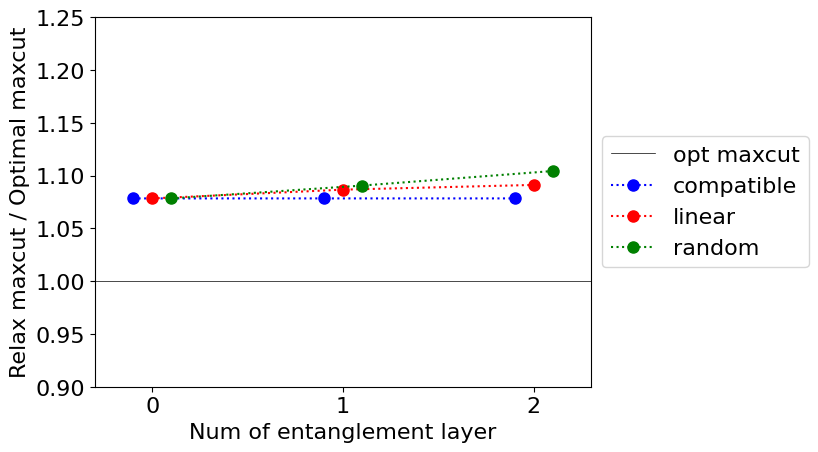 Relax maxcut / Optimal maxcut
1.25
1.20
1.15
1.10
1.05
1.00
0.95
0.90
0
1
2
Num of entanglement layer
opt maxcut
compatible
linear
random